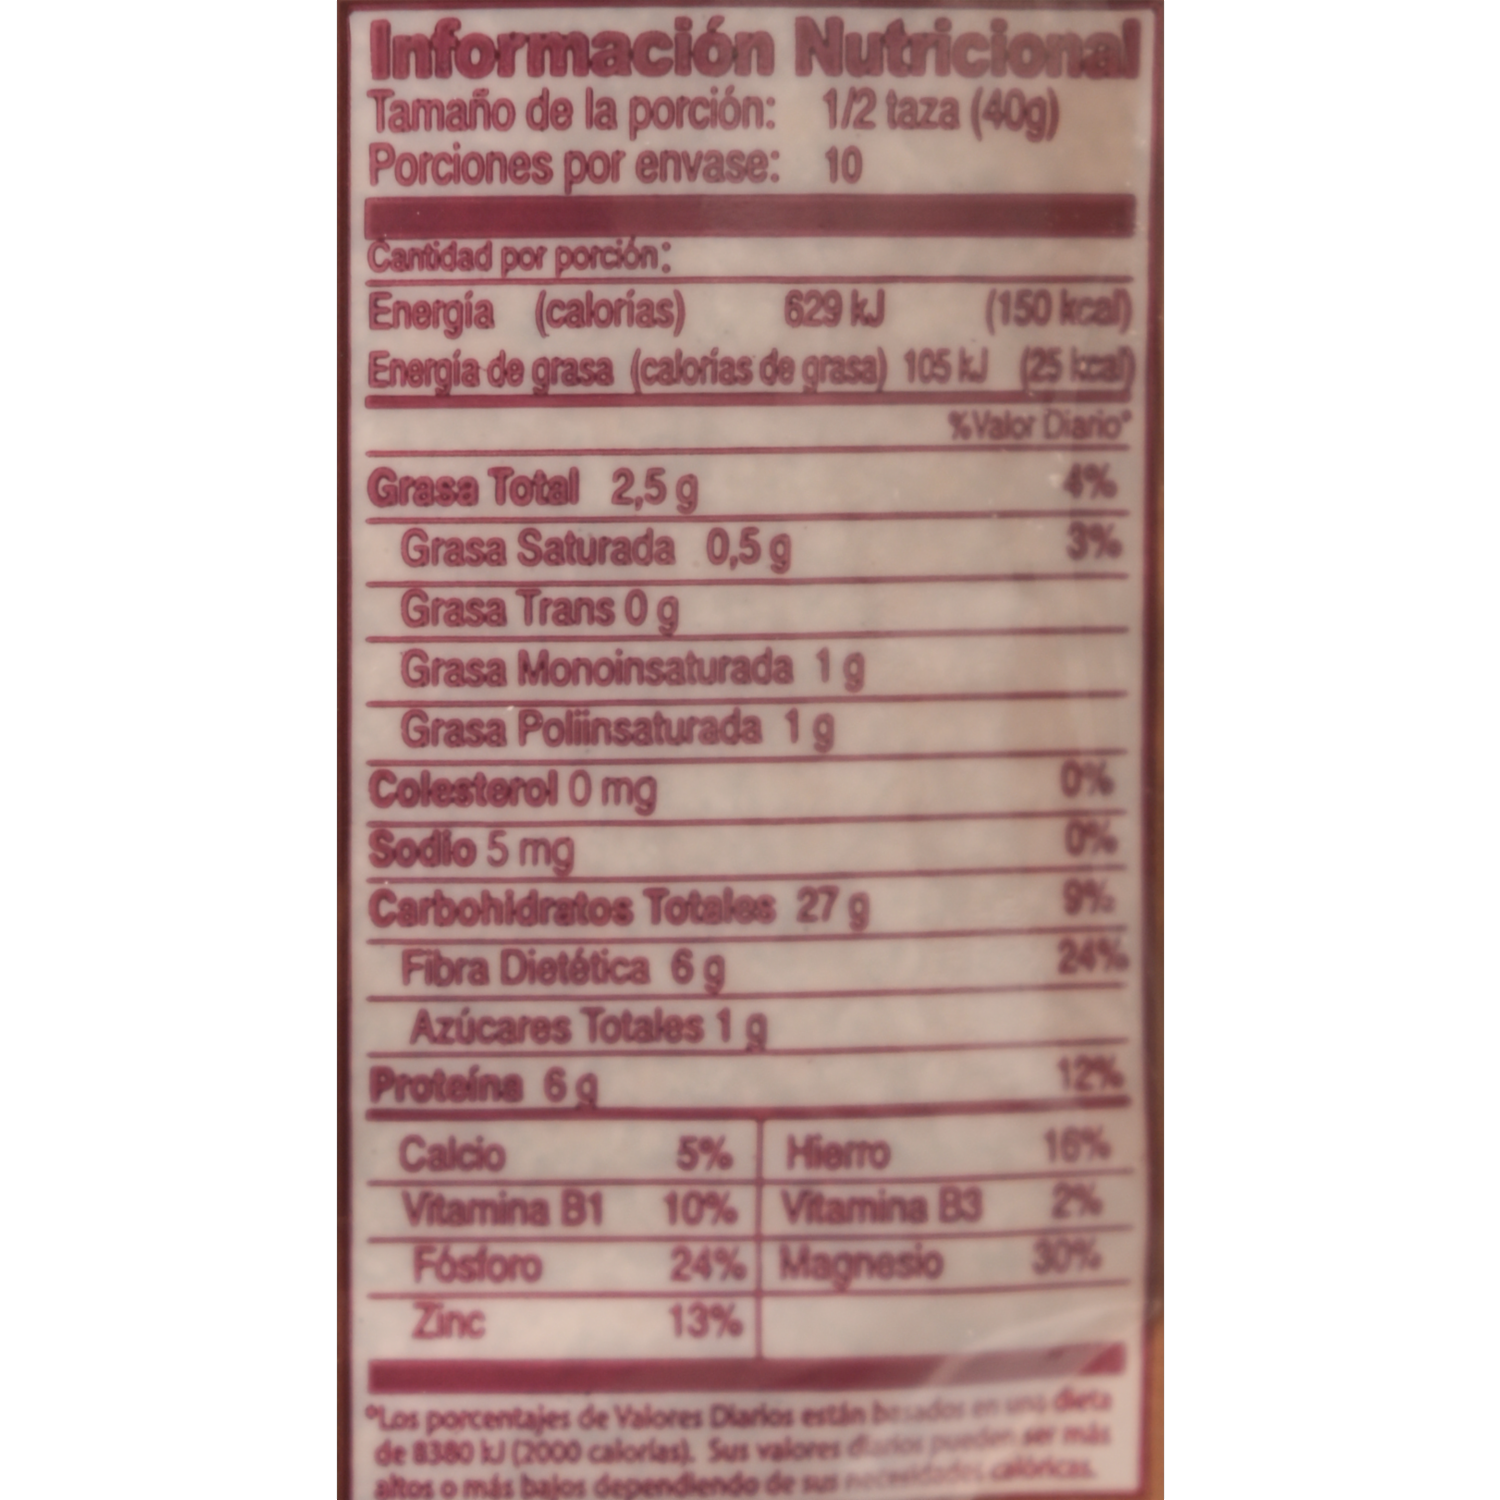 Información Nutricional
Tamaño de la porción: 1/2 taza (40g)
Porciones por envase: 10
Cantidad por porción:
Energía (calorías) 629 kJ (150 kcal)
Energía de grasa (calorías de grasa) 105 kJ (25 kcal)
%Valor Diario*
Grasa Total 2,5 g 4%
Grasa Saturada 0,5 g 3%
Grasa Trans 0 g
Grasa Monoinsaturada 1 g
Grasa Poliinsaturada 1 g
Colesterol 0 mg 0%
Sodio 5 mg 0%
Carbohidratos Totales 27 g 9%
Fibra Dietética 6 g 24%
Azúcares Totales 1 g
Proteína 6 g 12%
Calcio 5% Hierro 16%
Vitamina B1 10% Vitamina B3 2%
Fósforo 24% Magnesio 30%
Zinc 13%
*Los porcentajes de Valores Diarios están basados en una dieta
de 8380 kJ (2000 calorías). Sus valores diarios pueden ser más
altos o más bajos dependiendo de sus necesidades calóricas.